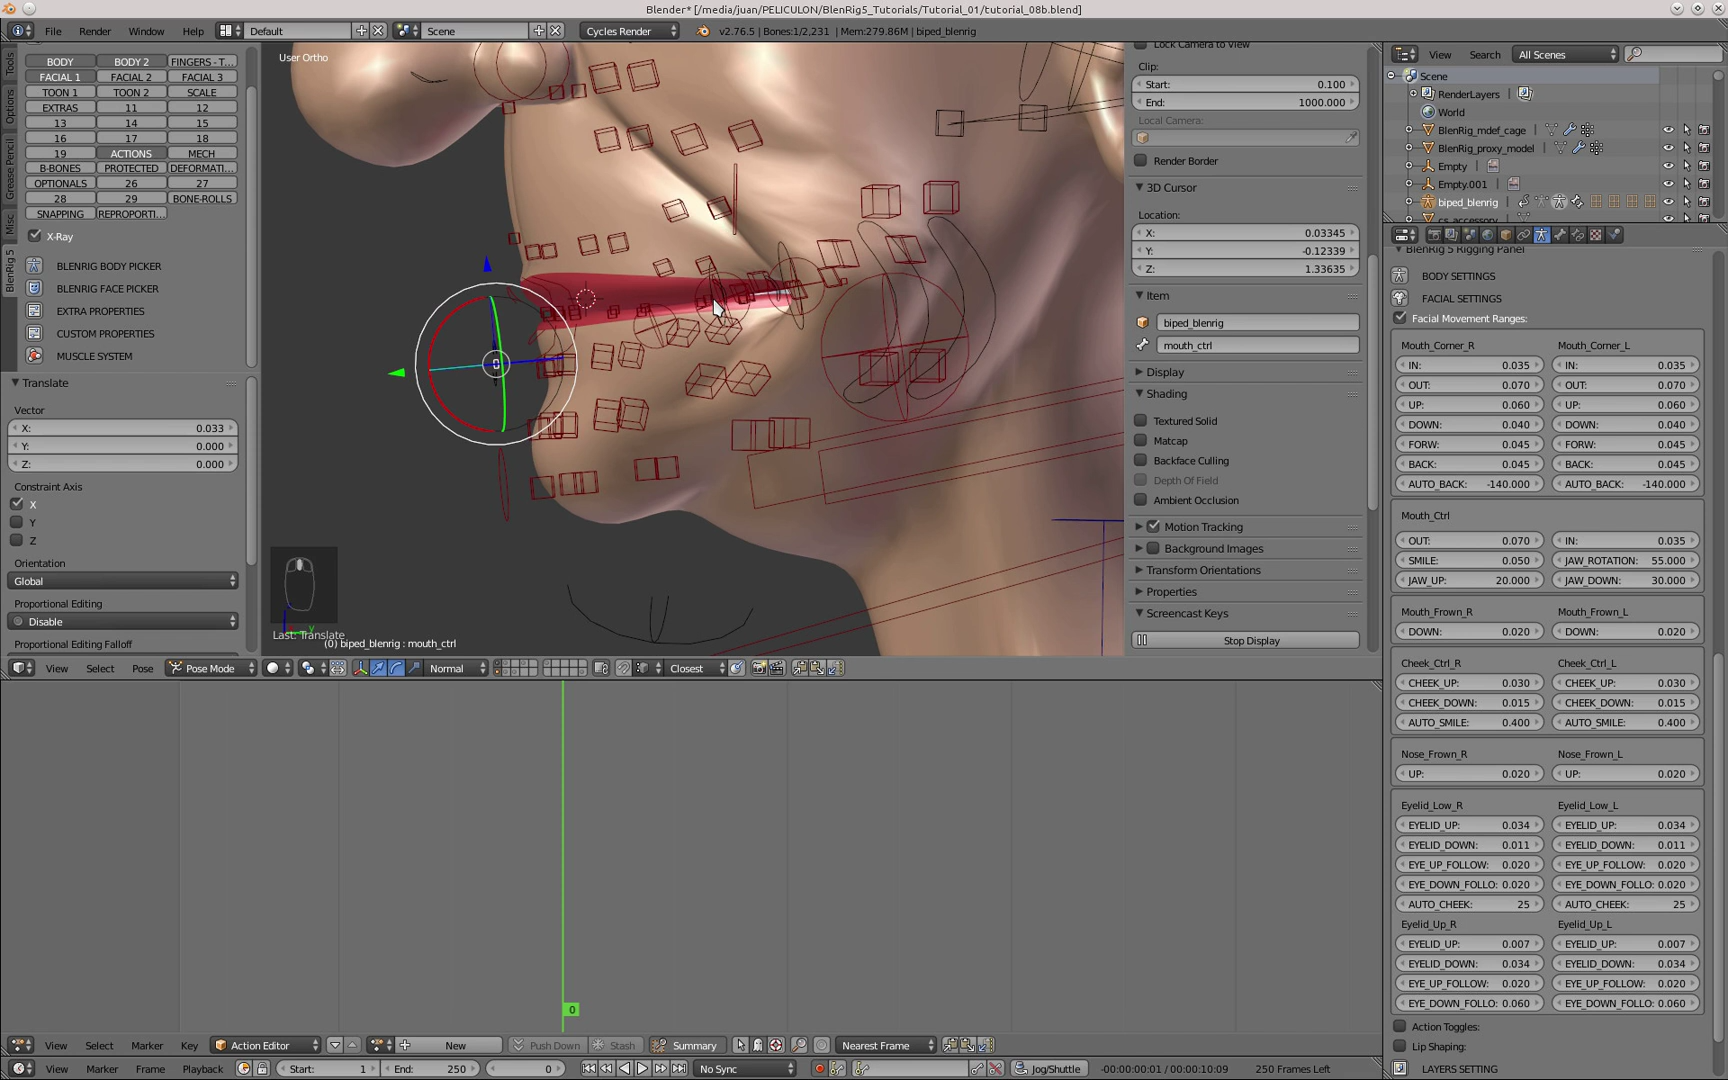 Blender* [/media/juan/PELICULON/BlenRig5_Tutorials/Tutorial_01/tutorial_08b.blend]
File Render Window Help Default Scene Cycles Render v2.76.5 | Bones:1/2,231 | Mem:279.86M | biped_blenrig
Tools
Options
Grease Pencil
Misc
BlenRig 5
BODY BODY 2 FINGERS - T...
FACIAL 1 FACIAL 2 FACIAL 3
TOON 1 TOON 2 SCALE
EXTRAS 11 12
13 14 15
16 17 18
19 ACTIONS MECH
B-BONES PROTECTED DEFORMATI...
OPTIONALS 26 27
28 29 BONE-ROLLS
SNAPPING REPROPORTI...
X-Ray
BLENRIG BODY PICKER
BLENRIG FACE PICKER
EXTRA PROPERTIES
CUSTOM PROPERTIES
MUSCLE SYSTEM
Translate
Vector
X: 0.033
Y: 0.000
Z: 0.000
Constraint Axis
X
Y
Z
Orientation
Global
Proportional Editing
Disable
Proportional Editing Falloff
User Ortho
Last: Translate
(0) biped_blenrig : mouth_ctrl
View Select Pose Pose Mode Normal Closest
Lock Camera to View
Clip:
Start: 0.100
End: 1000.000
Local Camera:
Render Border
3D Cursor
Location:
X: 0.03345
Y: -0.12339
Z: 1.33635
Item
biped_blenrig
mouth_ctrl
Display
Shading
Textured Solid
Matcap
Backface Culling
Depth Of Field
Ambient Occlusion
Motion Tracking
Background Images
Transform Orientations
Properties
Screencast Keys
Stop Display
View Search All Scenes
Scene
RenderLayers
World
BlenRig_mdef_cage
BlenRig_proxy_model
Empty
Empty.001
biped_blenrig
cs_accessory
BlenRig 5 Rigging Panel
BODY SETTINGS
FACIAL SETTINGS
Facial Movement Ranges:
Mouth_Corner_R Mouth_Corner_L
IN: 0.035 IN: 0.035
OUT: 0.070 OUT: 0.070
UP: 0.060 UP: 0.060
DOWN: 0.040 DOWN: 0.040
FORW: 0.045 FORW: 0.045
BACK: 0.045 BACK: 0.045
AUTO_BACK: -140.000 AUTO_BACK: -140.000
Mouth_Ctrl
OUT: 0.070 IN: 0.035
SMILE: 0.050 JAW_ROTATION: 55.000
JAW_UP: 20.000 JAW_DOWN: 30.000
Mouth_Frown_R Mouth_Frown_L
DOWN: 0.020 DOWN: 0.020
Cheek_Ctrl_R Cheek_Ctrl_L
CHEEK_UP: 0.030 CHEEK_UP: 0.030
CHEEK_DOWN: 0.015 CHEEK_DOWN: 0.015
AUTO_SMILE: 0.400 AUTO_SMILE: 0.400
Nose_Frown_R Nose_Frown_L
UP: 0.020 UP: 0.020
Eyelid_Low_R Eyelid_Low_L
EYELID_UP: 0.034 EYELID_UP: 0.034
EYELID_DOWN: 0.011 EYELID_DOWN: 0.011
EYE_UP_FOLLOW: 0.020 EYE_UP_FOLLOW: 0.020
EYE_DOWN_FOLLO: 0.020 EYE_DOWN_FOLLO: 0.020
AUTO_CHEEK: 25 AUTO_CHEEK: 25
Eyelid_Up_R Eyelid_Up_L
EYELID_UP: 0.007 EYELID_UP: 0.007
EYELID_DOWN: 0.034 EYELID_DOWN: 0.034
EYE_UP_FOLLOW: 0.020 EYE_UP_FOLLOW: 0.020
EYE_DOWN_FOLLO: 0.060 EYE_DOWN_FOLLO: 0.060
Action Toggles:
Lip Shaping:
LAYERS SETTING
0
View Select Marker Key Action Editor New Push Down Stash Summary Nearest Frame
View Marker Frame Playback Start: 1 End: 250 0 No Sync Jog/Shuttle -00:00:00:01 / 00:00:10:09 250 Frames Left